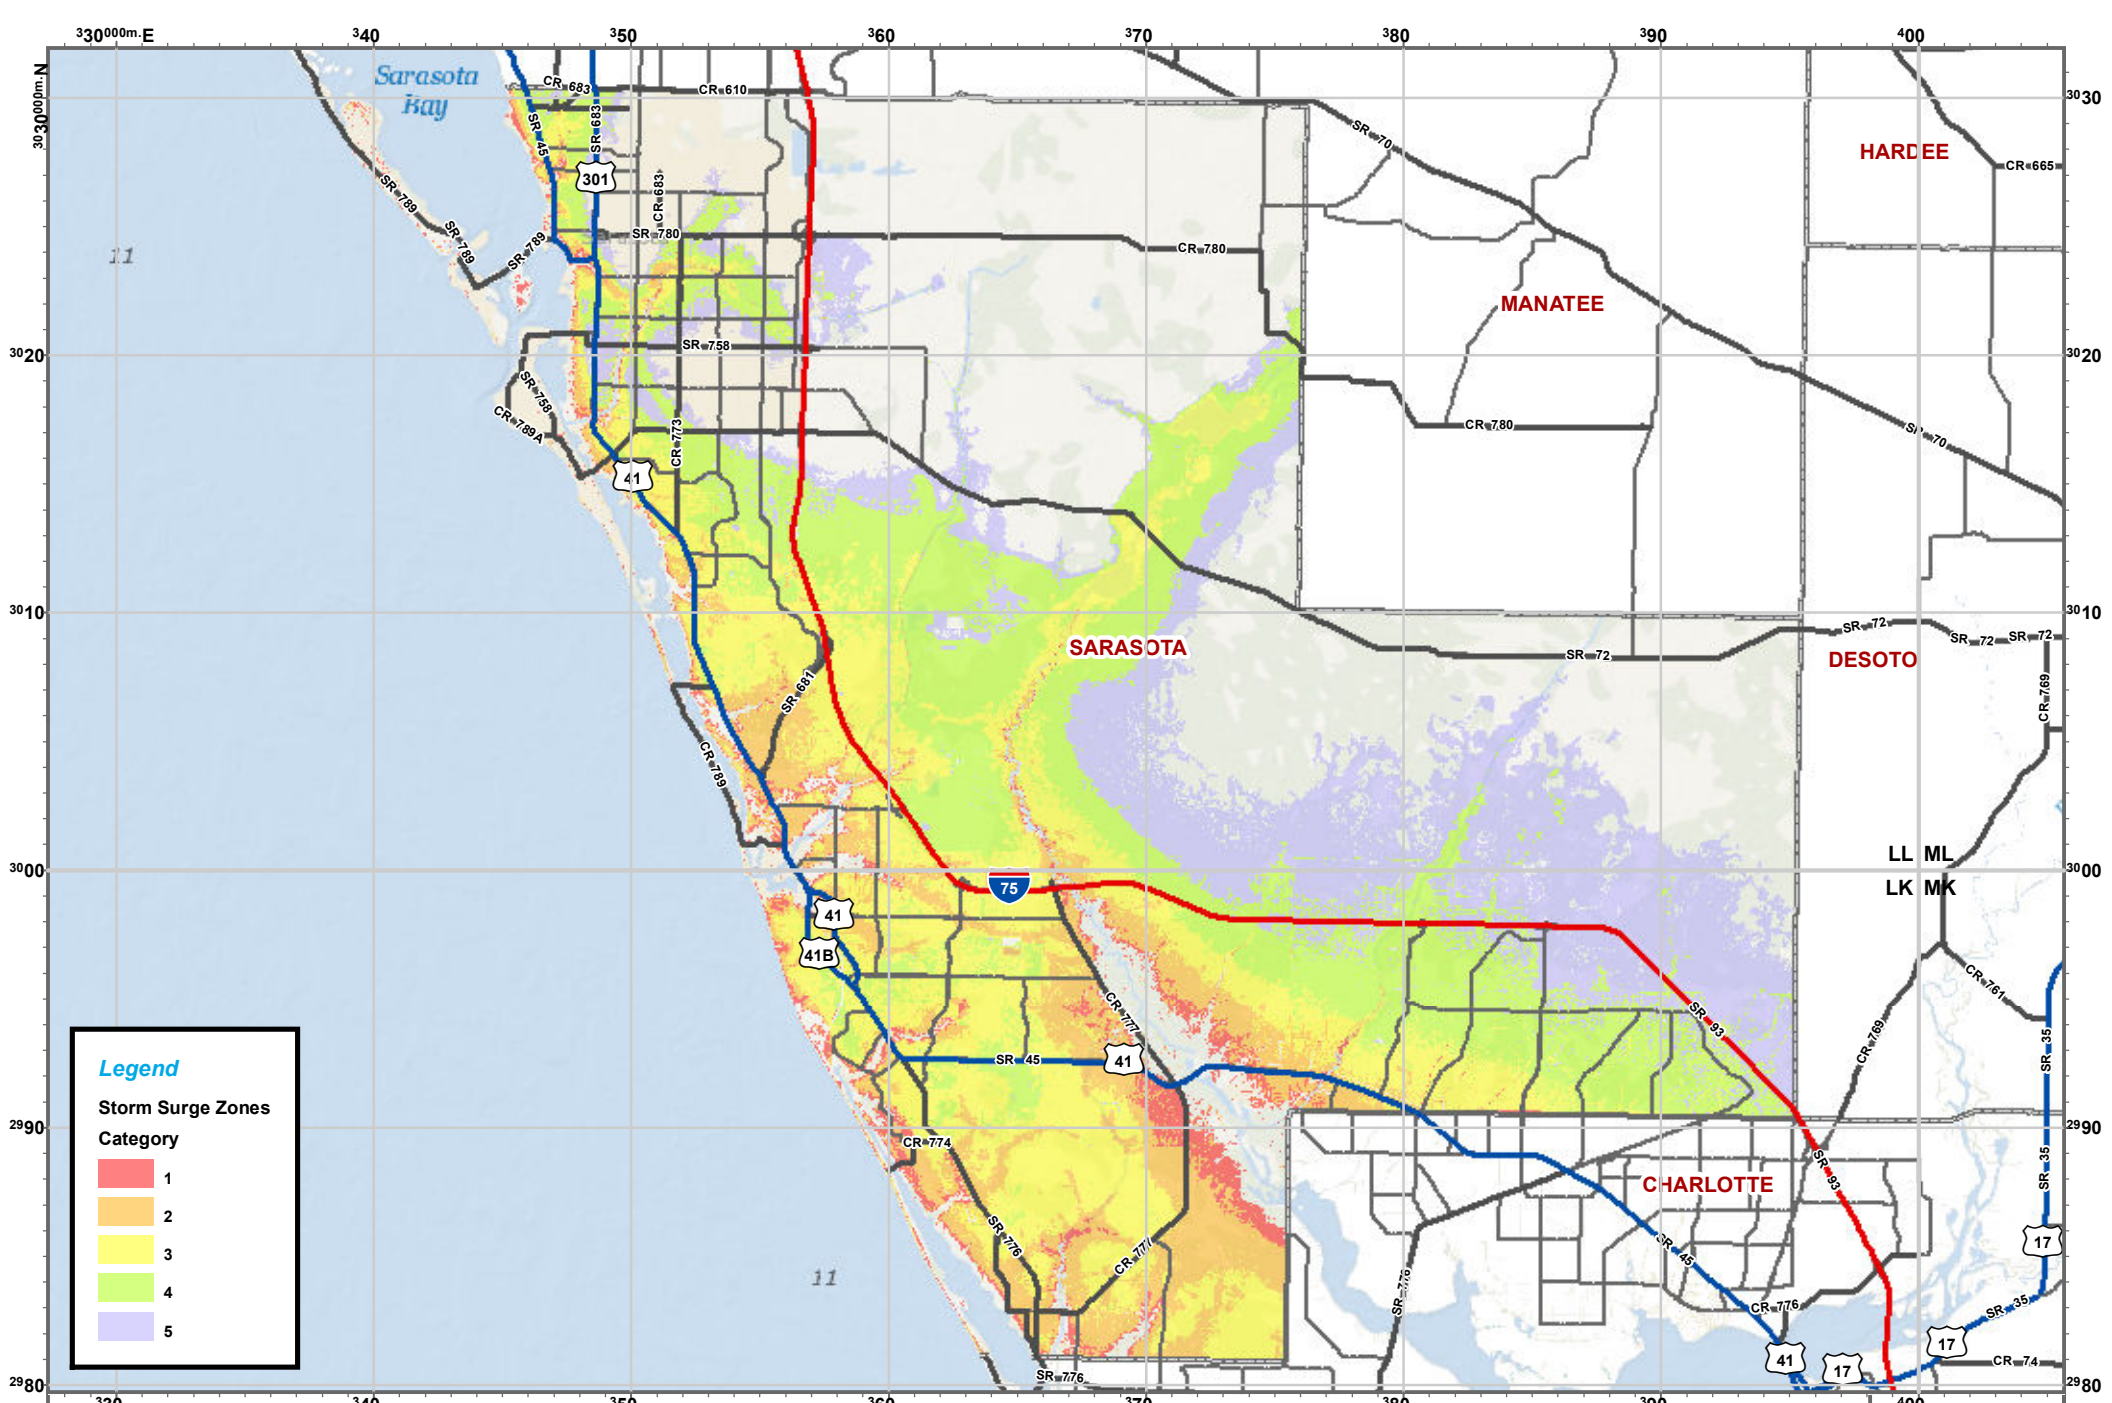 330000m.E
340
350
360
370
380
390
400
3030000m.N
3030
Sarasota
Bay
CR 683
CR 610
SR 45
SR 683
301
CR 683
SR 70
HARDEE
CR 665
SR 789
SR 789
SR 789
SR 780
CR 780
CR 780
11
MANATEE
3020
3020
SR 758
SR 758
CR 789A
CR 773
41
CR 780
SR 70
3010
3010
SARASOTA
SR 72
SR 72
SR 72
SR 72
DESOTO
SR 681
CR 789
CR 769
LL ML
LK MK
3000
3000
75
41
41B
CR 777
SR 93
CR 761
CR 769
SR 35
SR 45
41
Legend
Storm Surge Zones
Category
1
2
3
4
5
2990
2990
CR 774
SR 776
CR 777
SR 93
SR 35
CHARLOTTE
SR 45
SR 776
17
11
CR 776
SR 35
41
17
17
CR 74
2980
2980
SR 776